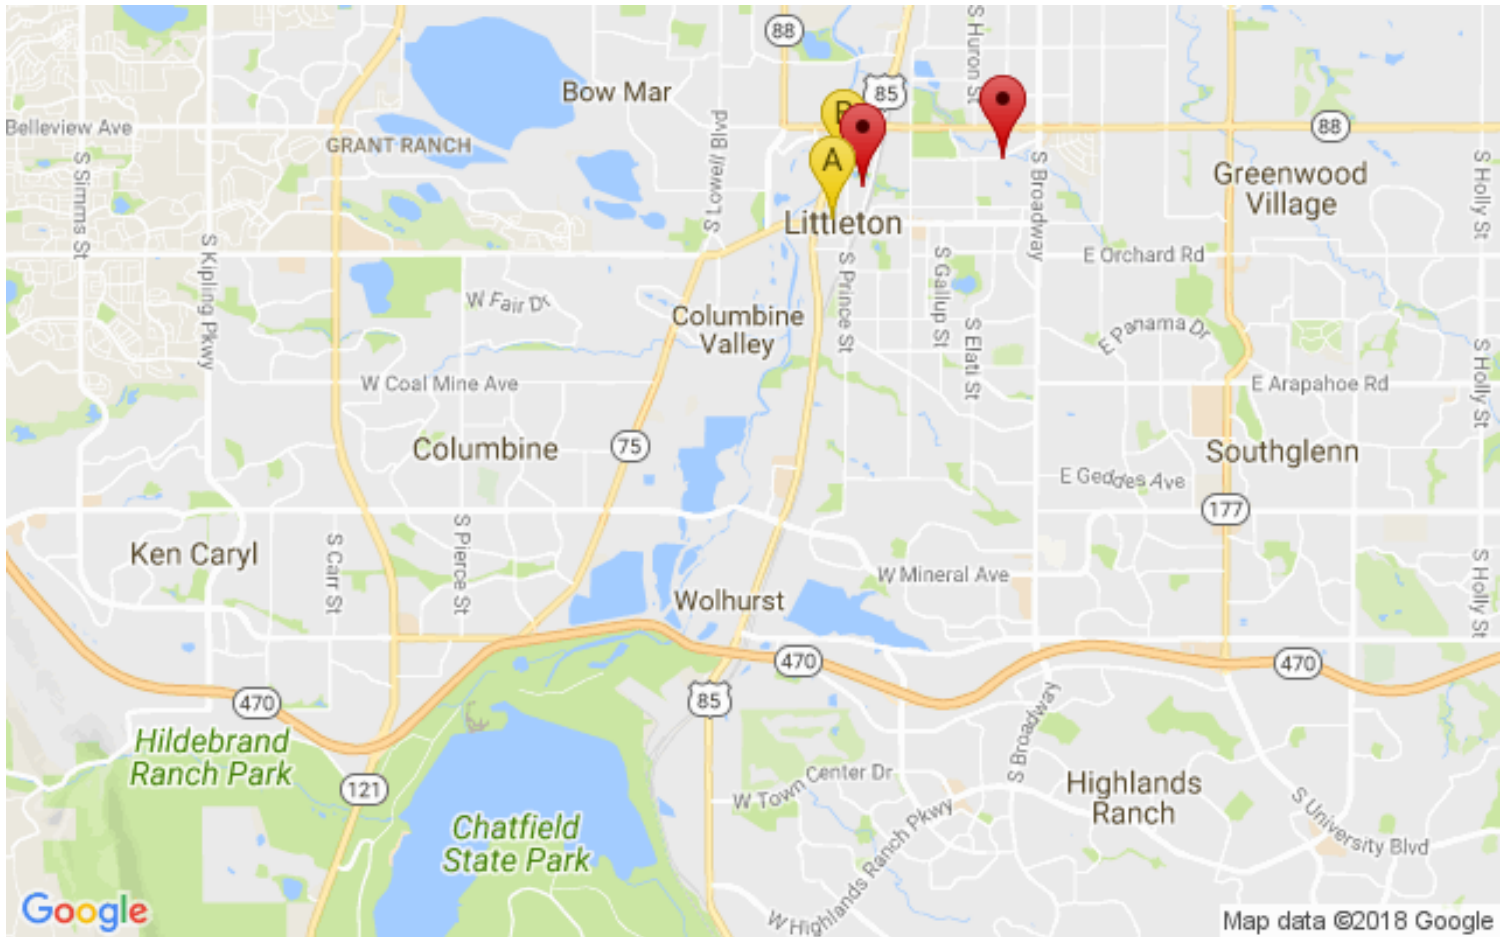 88
S Huron St
85
Bow Mar
B
Belleview Ave
GRANT RANCH
S Lowell Blvd
A
88
S Simms St
S Broadway
Greenwood
Village
S Holly St
Littleton
S Kipling Pkwy
S Prince St
S Gallup St
E Orchard Rd
W Fair Dr
Columbine
Valley
S Elati St
E Panama Dr
S Holly St
W Coal Mine Ave
E Arapahoe Rd
Columbine
75
Southglenn
E Geddes Ave
177
Ken Caryl
S Carr St
S Pierce St
W Mineral Ave
S Holly St
Wolhurst
470
470
470
85
S Broadway
Hildebrand
Ranch Park
121
W Town Center Dr
Highlands
Ranch
Chatfield
State Park
W Highlands Ranch Pkwy
S University Blvd
Google
Map data ©2018 Google